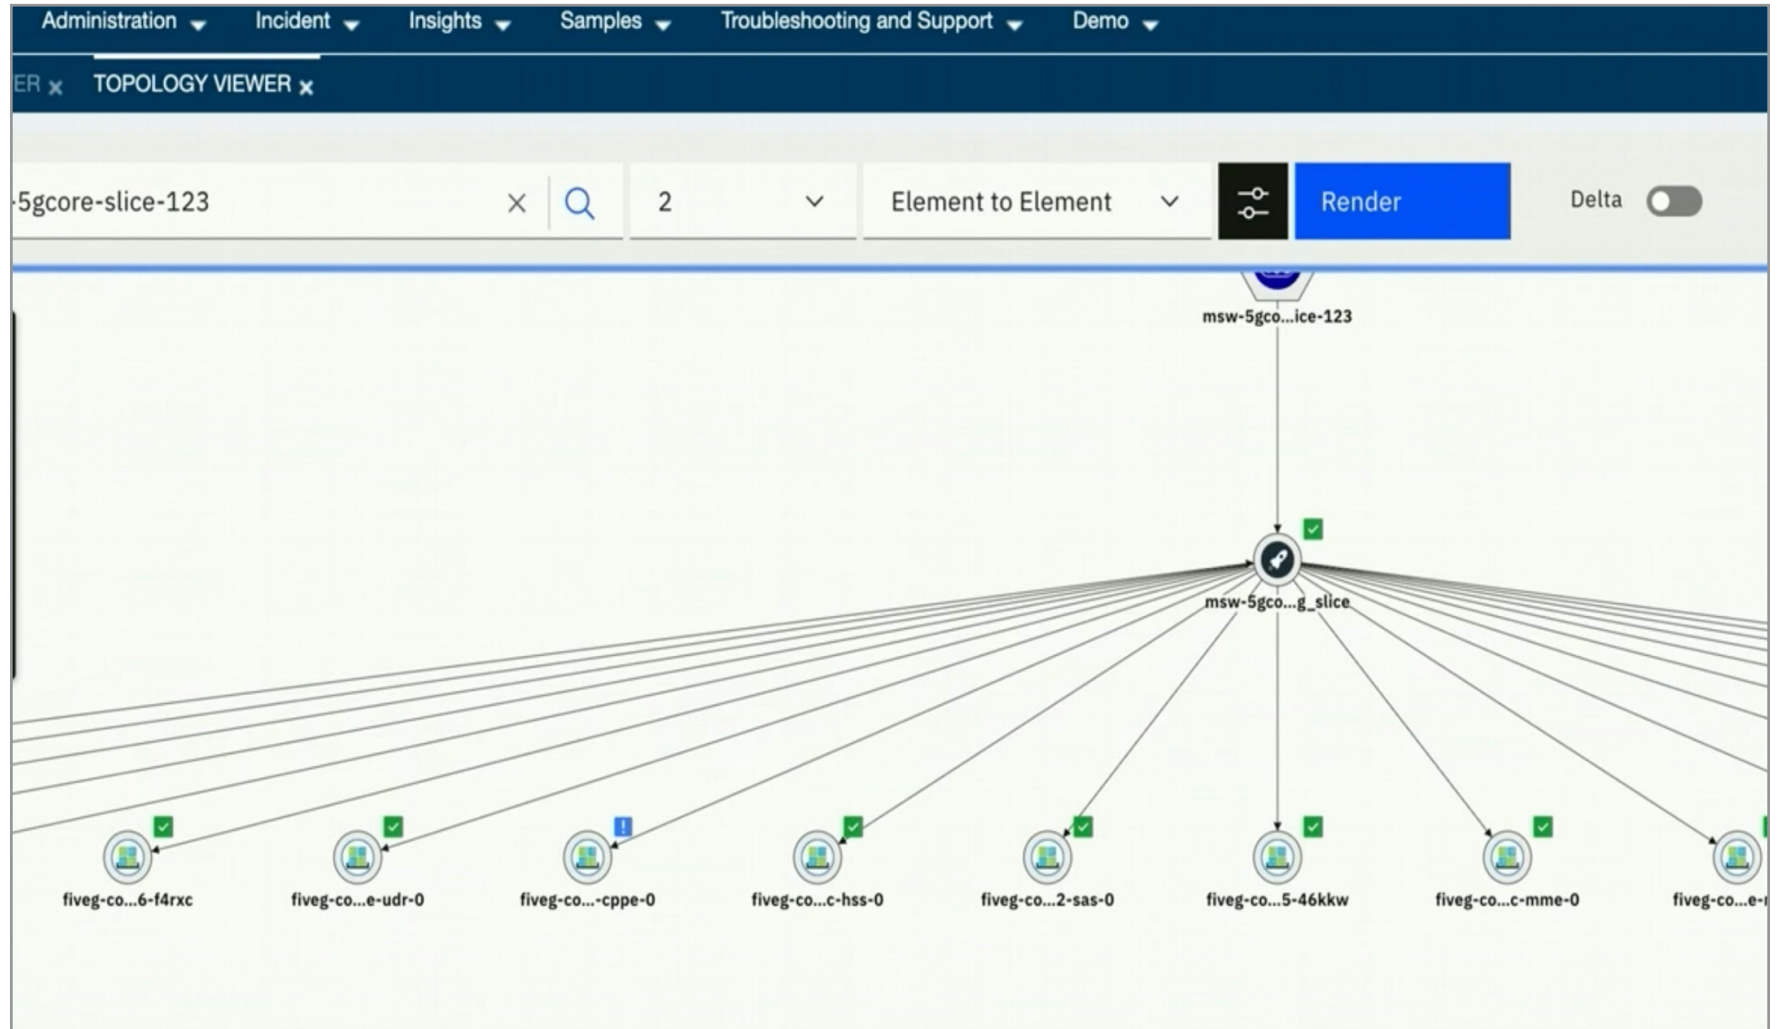 Administration Incident Insights Samples Troubleshooting and Support Demo
ER x TOPOLOGY VIEWER x
-5gcore-slice-123 2 Element to Element Render Delta
msw-5gco...ice-123
msw-5gco...g_slice
fiveg-co...6-f4rxc fiveg-co...e-udr-0 fiveg-co...-cppe-0 fiveg-co...c-hss-0 fiveg-co...2-sas-0 fiveg-co...5-46kkw fiveg-co...c-mme-0 fiveg-co...e-